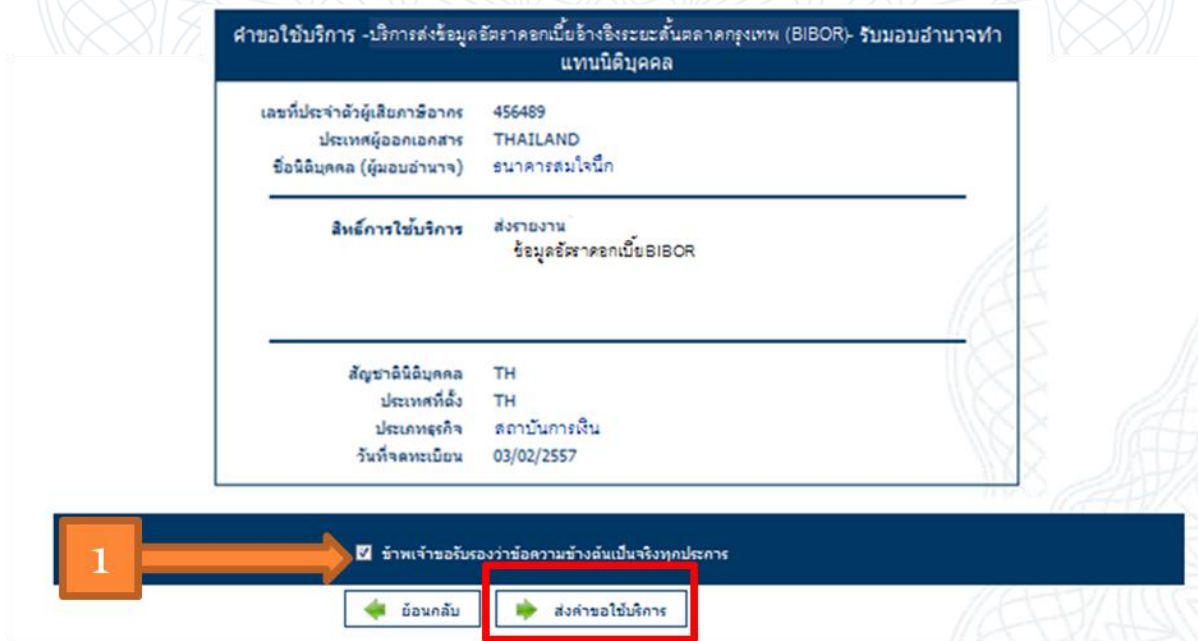 คำขอใช้บริการ -บริการส่งข้อมูลอัตราดอกเบี้ยอ้างอิงระยะสั้นตลาดกรุงเทพ (BIBOR)- รับมอบอำนาจทำ
แทนนิติบุคคล
เลขที่ประจำตัวผู้เสียภาษีอากร 456489
ประเทศผู้ออกเอกสาร THAILAND
ชื่อนิติบุคคล (ผู้มอบอำนาจ) ธนาคารสมใจนึก
สิทธิ์การใช้บริการ ส่งรายงาน
ข้อมูลอัตราดอกเบี้ยBIBOR
สัญชาตินิติบุคคล TH
ประเทศที่ตั้ง TH
ประเภทธุรกิจ สถาบันการเงิน
วันที่จดทะเบียน 03/02/2557
1 ข้าพเจ้าขอรับรองว่าข้อความข้างต้นเป็นจริงทุกประการ
ย้อนกลับ ส่งคำขอใช้บริการ